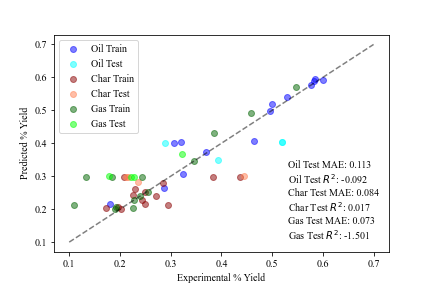 0.7
0.6
0.5
0.4
0.3
0.2
0.1
Predicted % Yield
Oil Train
Oil Test
Char Train
Char Test
Gas Train
Gas Test
Oil Test MAE: 0.113
Oil Test R²: -0.092
Char Test MAE: 0.084
Char Test R²: 0.017
Gas Test MAE: 0.073
Gas Test R²: -1.501
0.1 0.2 0.3 0.4 0.5 0.6 0.7
Experimental % Yield